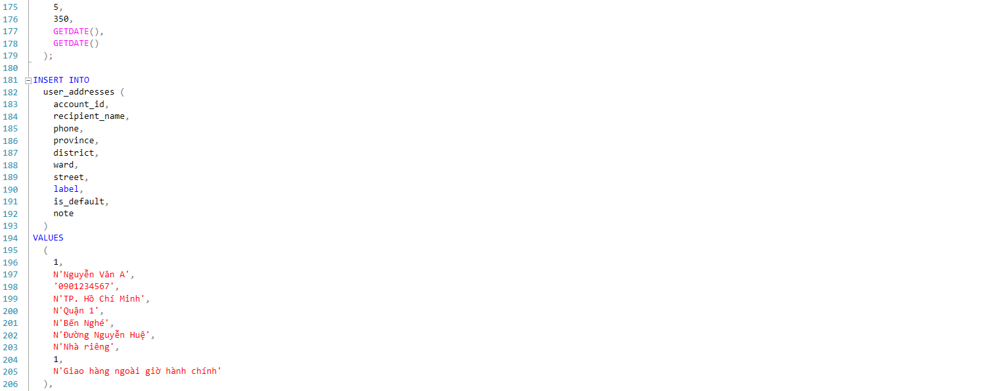 175 5,
176 350,
177 GETDATE(),
178 GETDATE()
179 );
180
181 INSERT INTO
182 user_addresses (
183 account_id,
184 recipient_name,
185 phone,
186 province,
187 district,
188 ward,
189 street,
190 label,
191 is_default,
192 note
193 )
194 VALUES
195 (
196 1,
197 N'Nguyễn Văn A',
198 '0901234567',
199 N'TP. Hồ Chí Minh',
200 N'Quận 1',
201 N'Bến Nghé',
202 N'Đường Nguyễn Huệ',
203 N'Nhà riêng',
204 1,
205 N'Giao hàng ngoài giờ hành chính'
206 ),